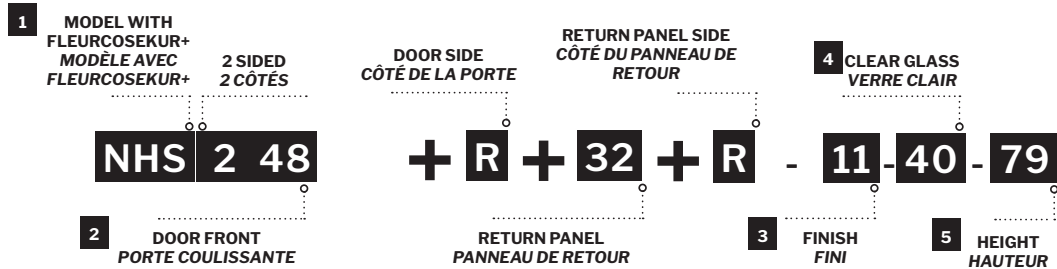 1
MODEL WITH
FLEURCOSEKUR+
MODÈLE AVEC
FLEURCOSEKUR+
2 SIDED
2 CÔTÉS
DOOR SIDE
CÔTÉ DE LA PORTE
RETURN PANEL SIDE
CÔTÉ DU PANNEAU DE
RETOUR
4
CLEAR GLASS
VERRE CLAIR
NHS 2 48 + R + 32 + R - 11 - 40 - 79
2
DOOR FRONT
PORTE COULISSANTE
RETURN PANEL
PANNEAU DE RETOUR
3
FINISH
FINI
5
HEIGHT
HAUTEUR